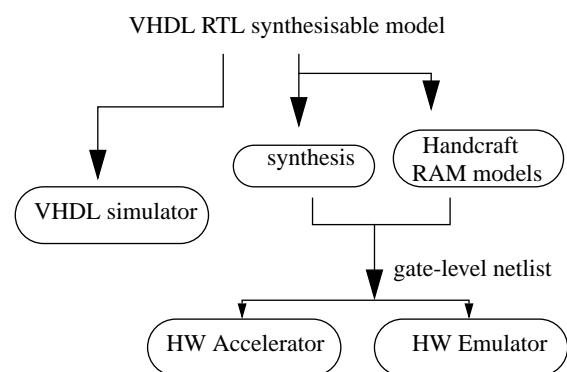 VHDL RTL synthesisable model
synthesis
Handcraft
RAM models
VHDL simulator
gate-level netlist
HW Accelerator
HW Emulator